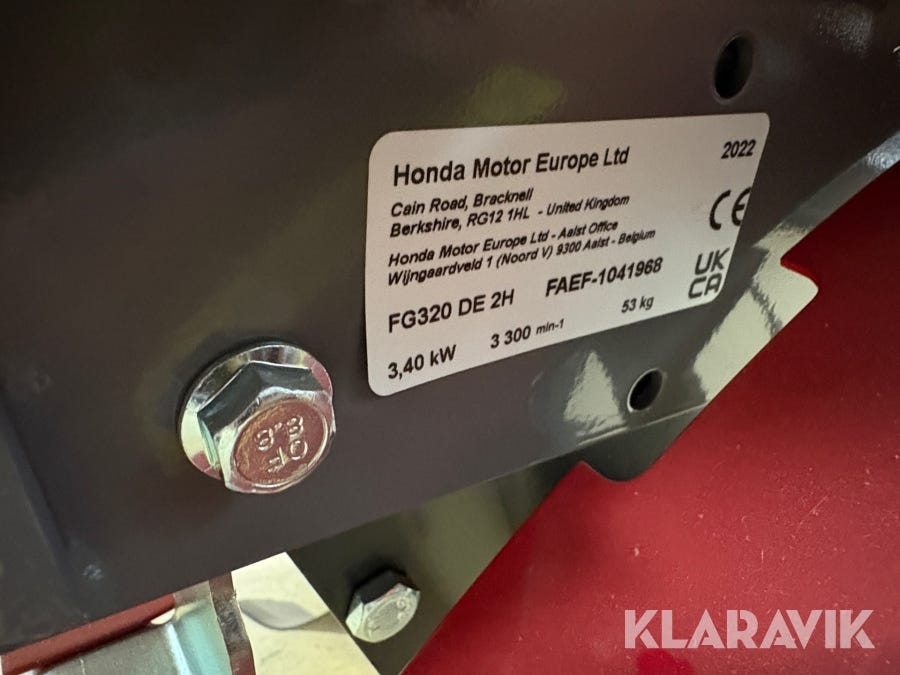 Honda Motor Europe Ltd 2022
Cain Road, Bracknell
Berkshire, RG12 1HL - United Kingdom
Honda Motor Europe Ltd - Aalst Office
Wijngaardveld 1 (Noord V) 9300 Aalst - Belgium
CE
FG320 DE 2H FAEF-1041968
UK
CA
3,40 kW 3 300 min-1 53 kg
8.8
KLARAVIK